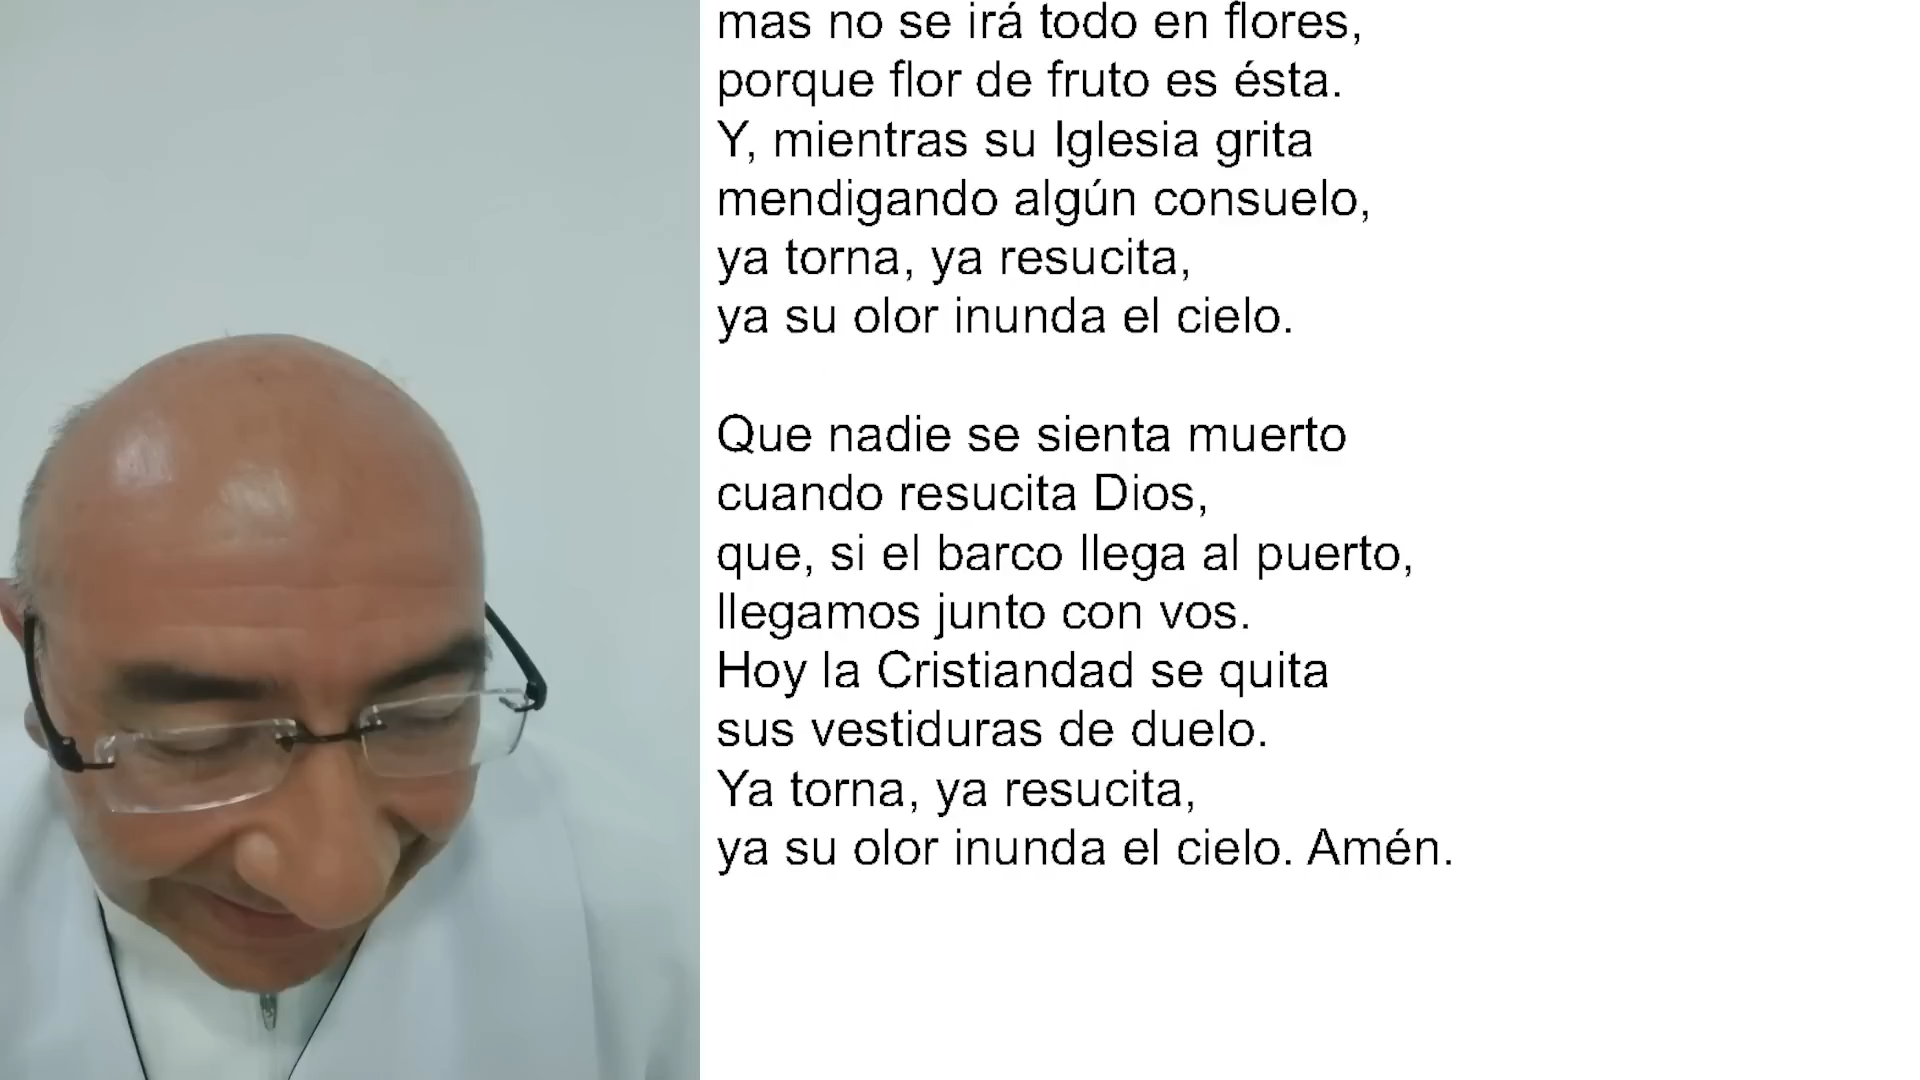 mas no se irá todo en flores,
porque flor de fruto es ésta.
Y, mientras su Iglesia grita
mendigando algún consuelo,
ya torna, ya resucita,
ya su olor inunda el cielo.
Que nadie se sienta muerto
cuando resucita Dios,
que, si el barco llega al puerto,
llegamos junto con vos.
Hoy la Cristiandad se quita
sus vestiduras de duelo.
Ya torna, ya resucita,
ya su olor inunda el cielo. Amén.